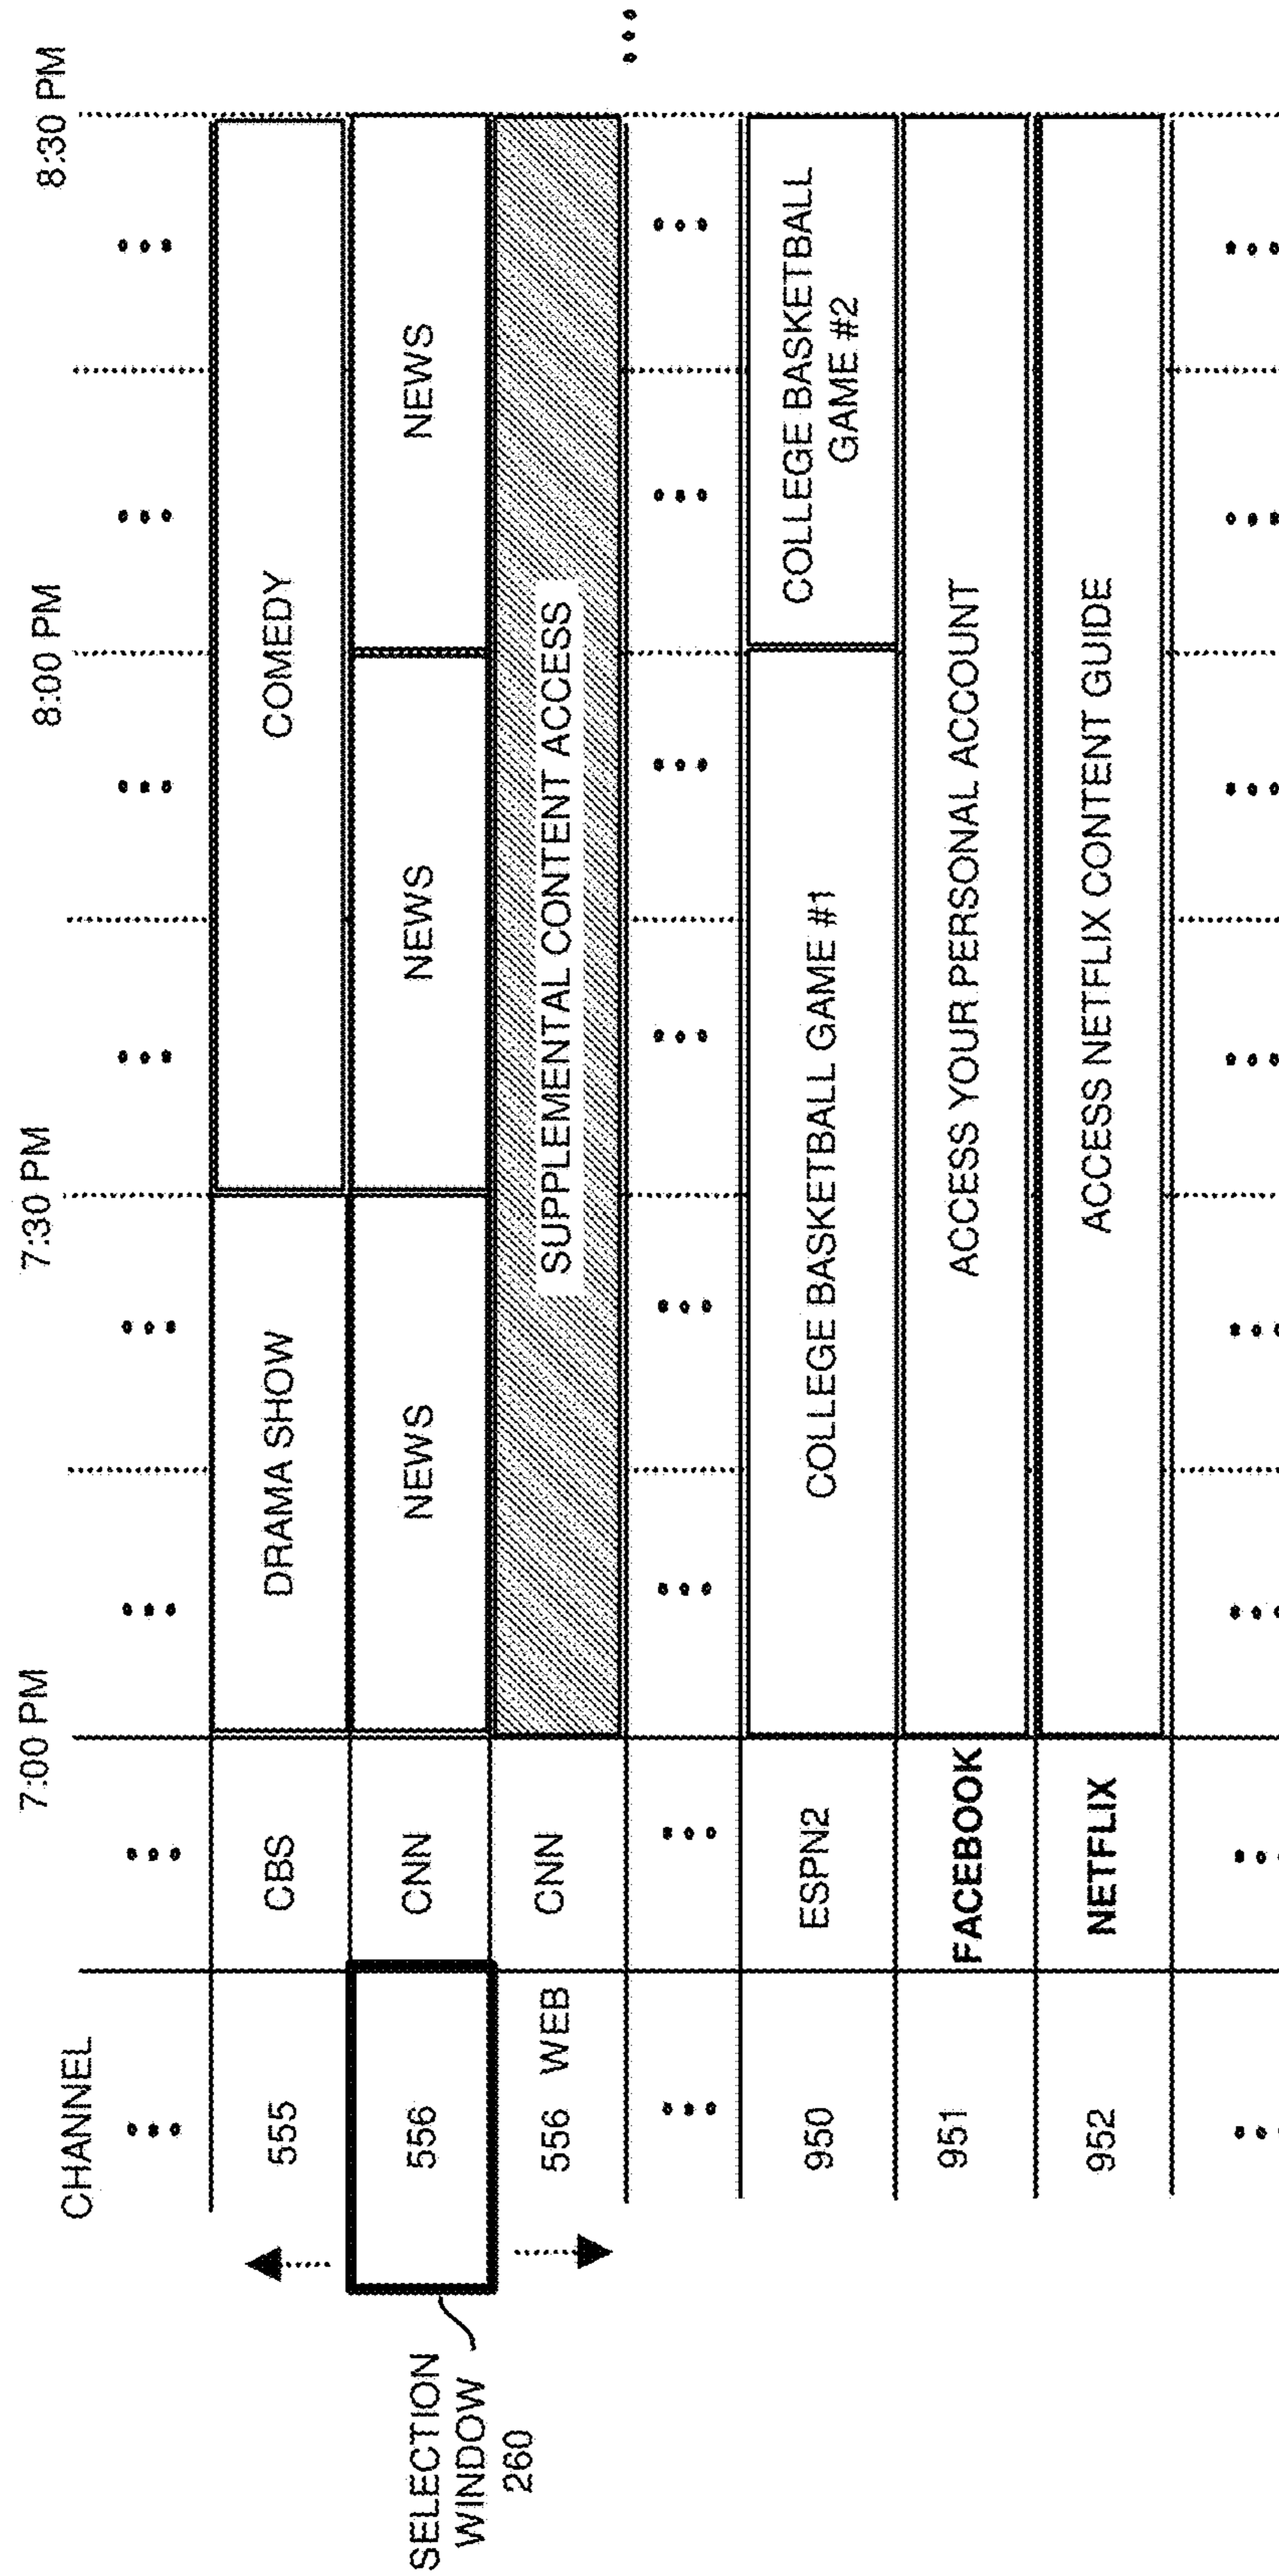 CHANNEL
7:00 PM
7:30 PM
8:00 PM
8:30 PM
555
CBS
DRAMA SHOW
COMEDY
SELECTION
WINDOW
260
556
CNN
NEWS
NEWS
NEWS
556 WEB
CNN
SUPPLEMENTAL CONTENT ACCESS
950
ESPN2
COLLEGE BASKETBALL GAME #1
COLLEGE BASKETBALL
GAME #2
951
FACEBOOK
ACCESS YOUR PERSONAL ACCOUNT
952
NETFLIX
ACCESS NETFLIX CONTENT GUIDE